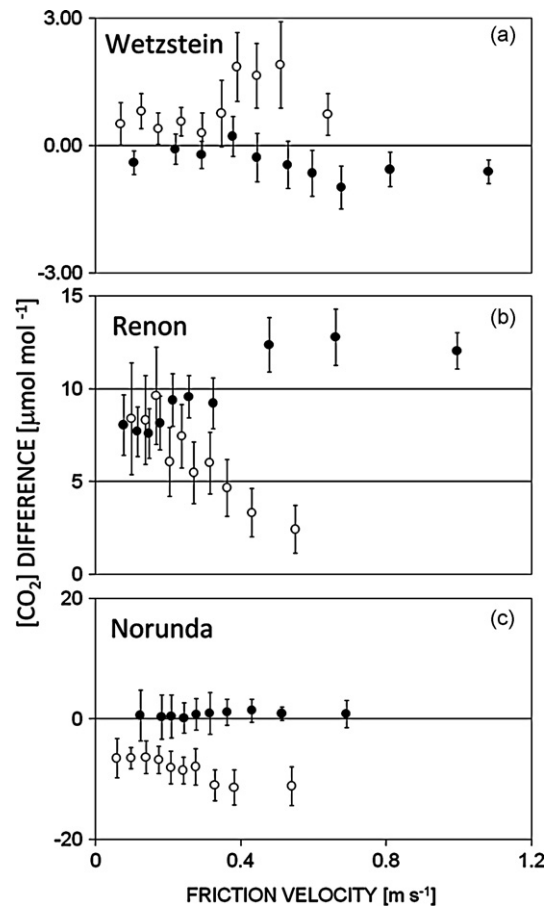 3.00
Wetzstein
(a)
0.00
-3.00
15
Renon
(b)
10
5
0
20
Norunda
(c)
0
-20
0
0.4
0.8
1.2
[CO₂] DIFFERENCE [µmol mol ⁻¹]
FRICTION VELOCITY [m s⁻¹]